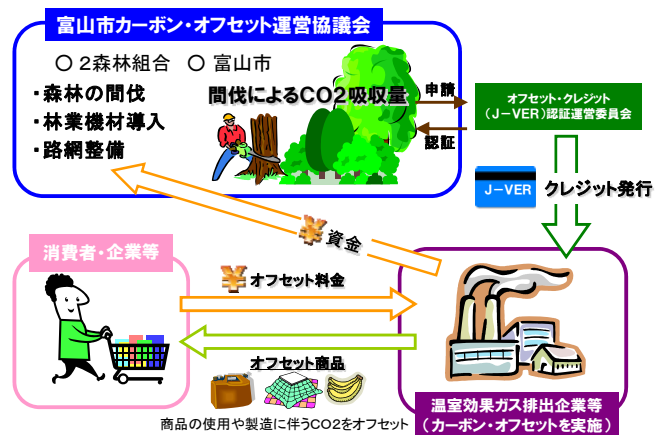 富山市カーボン・オフセット運営協議会
○ 2森林組合　○ 富山市
・森林の間伐
・林業機材導入
・路網整備
間伐によるCO2吸収量
申請
認証
オフセット・クレジット
（J－VER）認証運営委員会
J－VER
クレジット発行
¥資金
消費者・企業等
¥オフセット料金
オフセット商品
商品の使用や製造に伴うCO2をオフセット
温室効果ガス排出企業等
（カーボン・オフセットを実施）